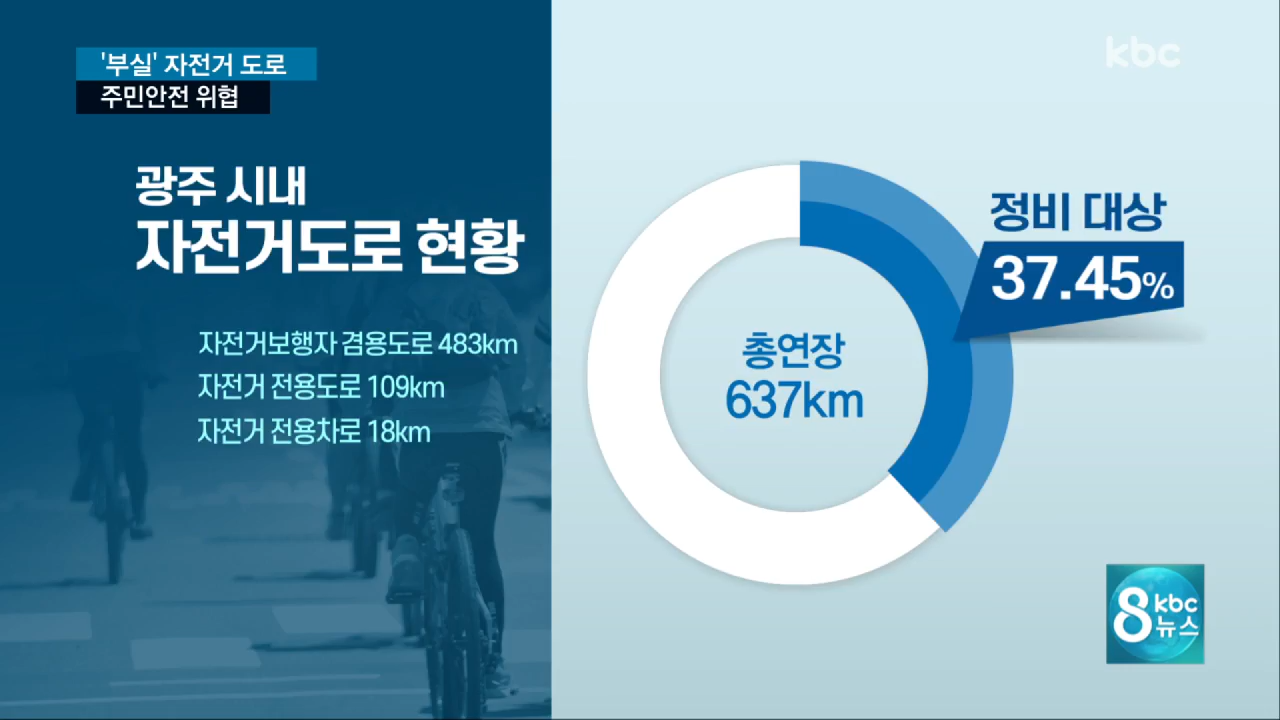 '부실' 자전거 도로
주민안전 위협
kbc
광주 시내
자전거도로 현황
자전거보행자 겸용도로 483km
자전거 전용도로 109km
자전거 전용차로 18km
정비 대상
37.45%
총연장
637km
8 kbc
뉴스